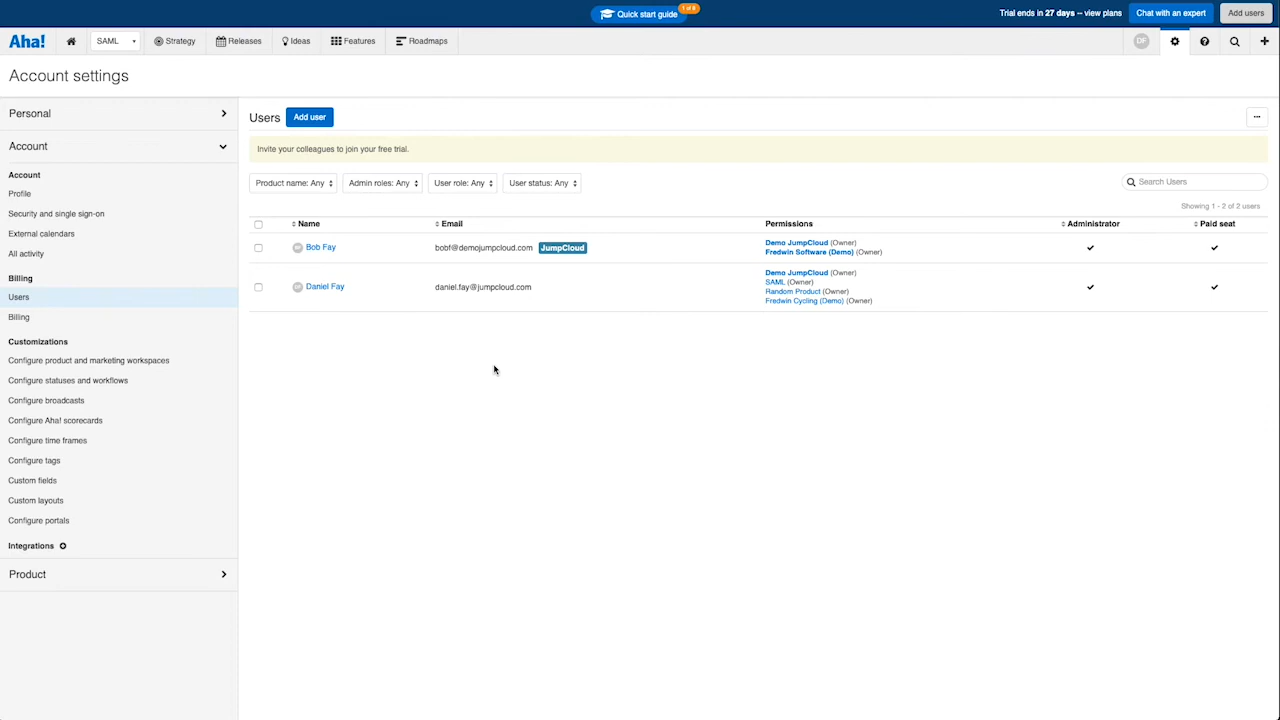 Quick start guide 1 of 8
Trial ends in 27 days -- view plans Chat with an expert Add users
Aha! SAML Strategy Releases Ideas Features Roadmaps DF
Account settings
Personal
Account
Account
Profile
Security and single sign-on
External calendars
All activity
Billing
Users
Billing
Customizations
Configure product and marketing workspaces
Configure statuses and workflows
Configure broadcasts
Configure Aha! scorecards
Configure time frames
Configure tags
Custom fields
Custom layouts
Configure portals
Integrations
Product
Users Add user
Invite your colleagues to join your free trial.
Product name: Any Admin roles: Any User role: Any User status: Any Search Users
Showing 1 - 2 of 2 users
Name Email Permissions Administrator Paid seat
Bob Fay bobf@demojumpcloud.com JumpCloud Demo JumpCloud (Owner)
Fredwin Software (Demo) (Owner)
Daniel Fay daniel.fay@jumpcloud.com Demo JumpCloud (Owner)
SAML (Owner)
Random Product (Owner)
Fredwin Cycling (Demo) (Owner)